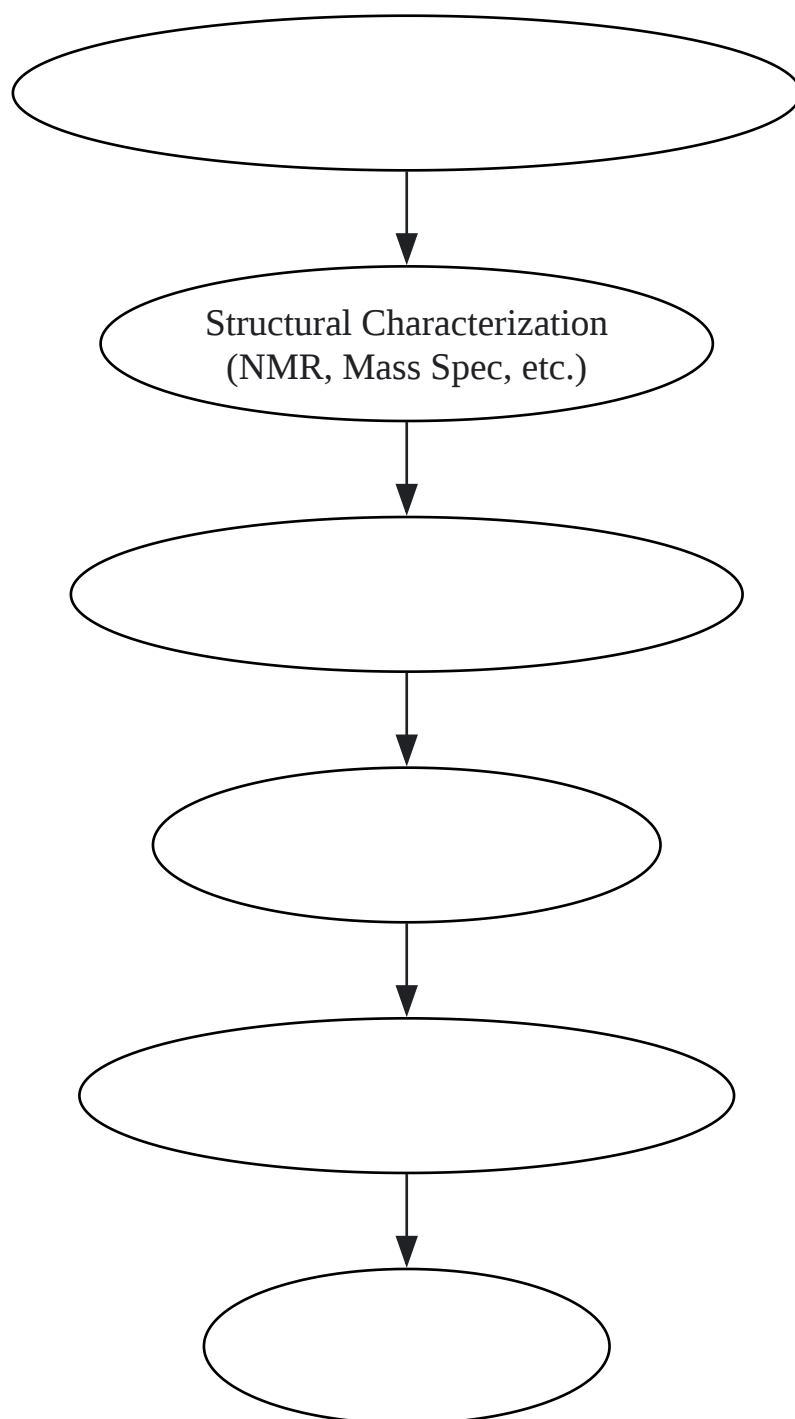 Structural Characterization
(NMR, Mass Spec, etc.)